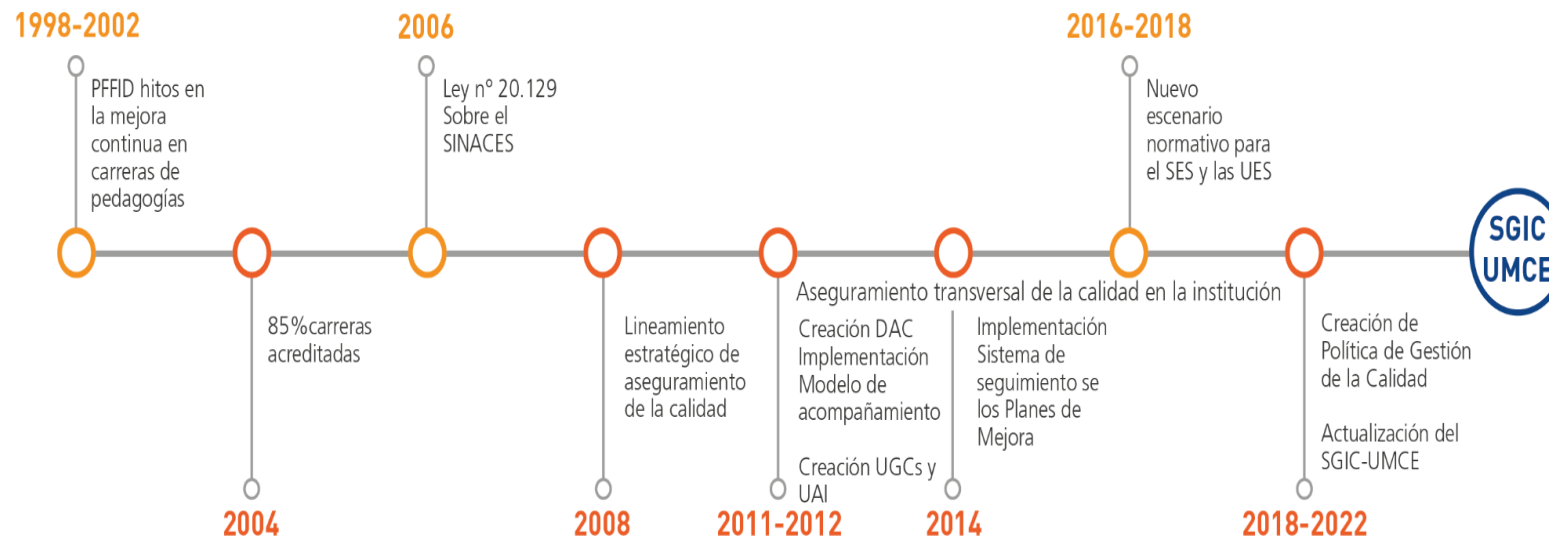 1998-2002
PFFID hitos en
la mejora
continua en
carreras de
pedagogías
2004
85%carreras
acreditadas
2006
Ley nº 20.129
Sobre el
SINACES
2008
Lineamiento
estratégico de
aseguramiento
de la calidad
Aseguramiento transversal de la calidad en la institución
2011-2012
Creación DAC
Implementación
Modelo de
acompañamiento
Creación UGCs y
UAI
2014
Implementación
Sistema de
seguimiento se
los Planes de
Mejora
2016-2018
Nuevo
escenario
normativo para
el SES y las UES
2018-2022
Creación de
Política de Gestión
de la Calidad
Actualización del
SGIC-UMCE
SGIC
UMCE